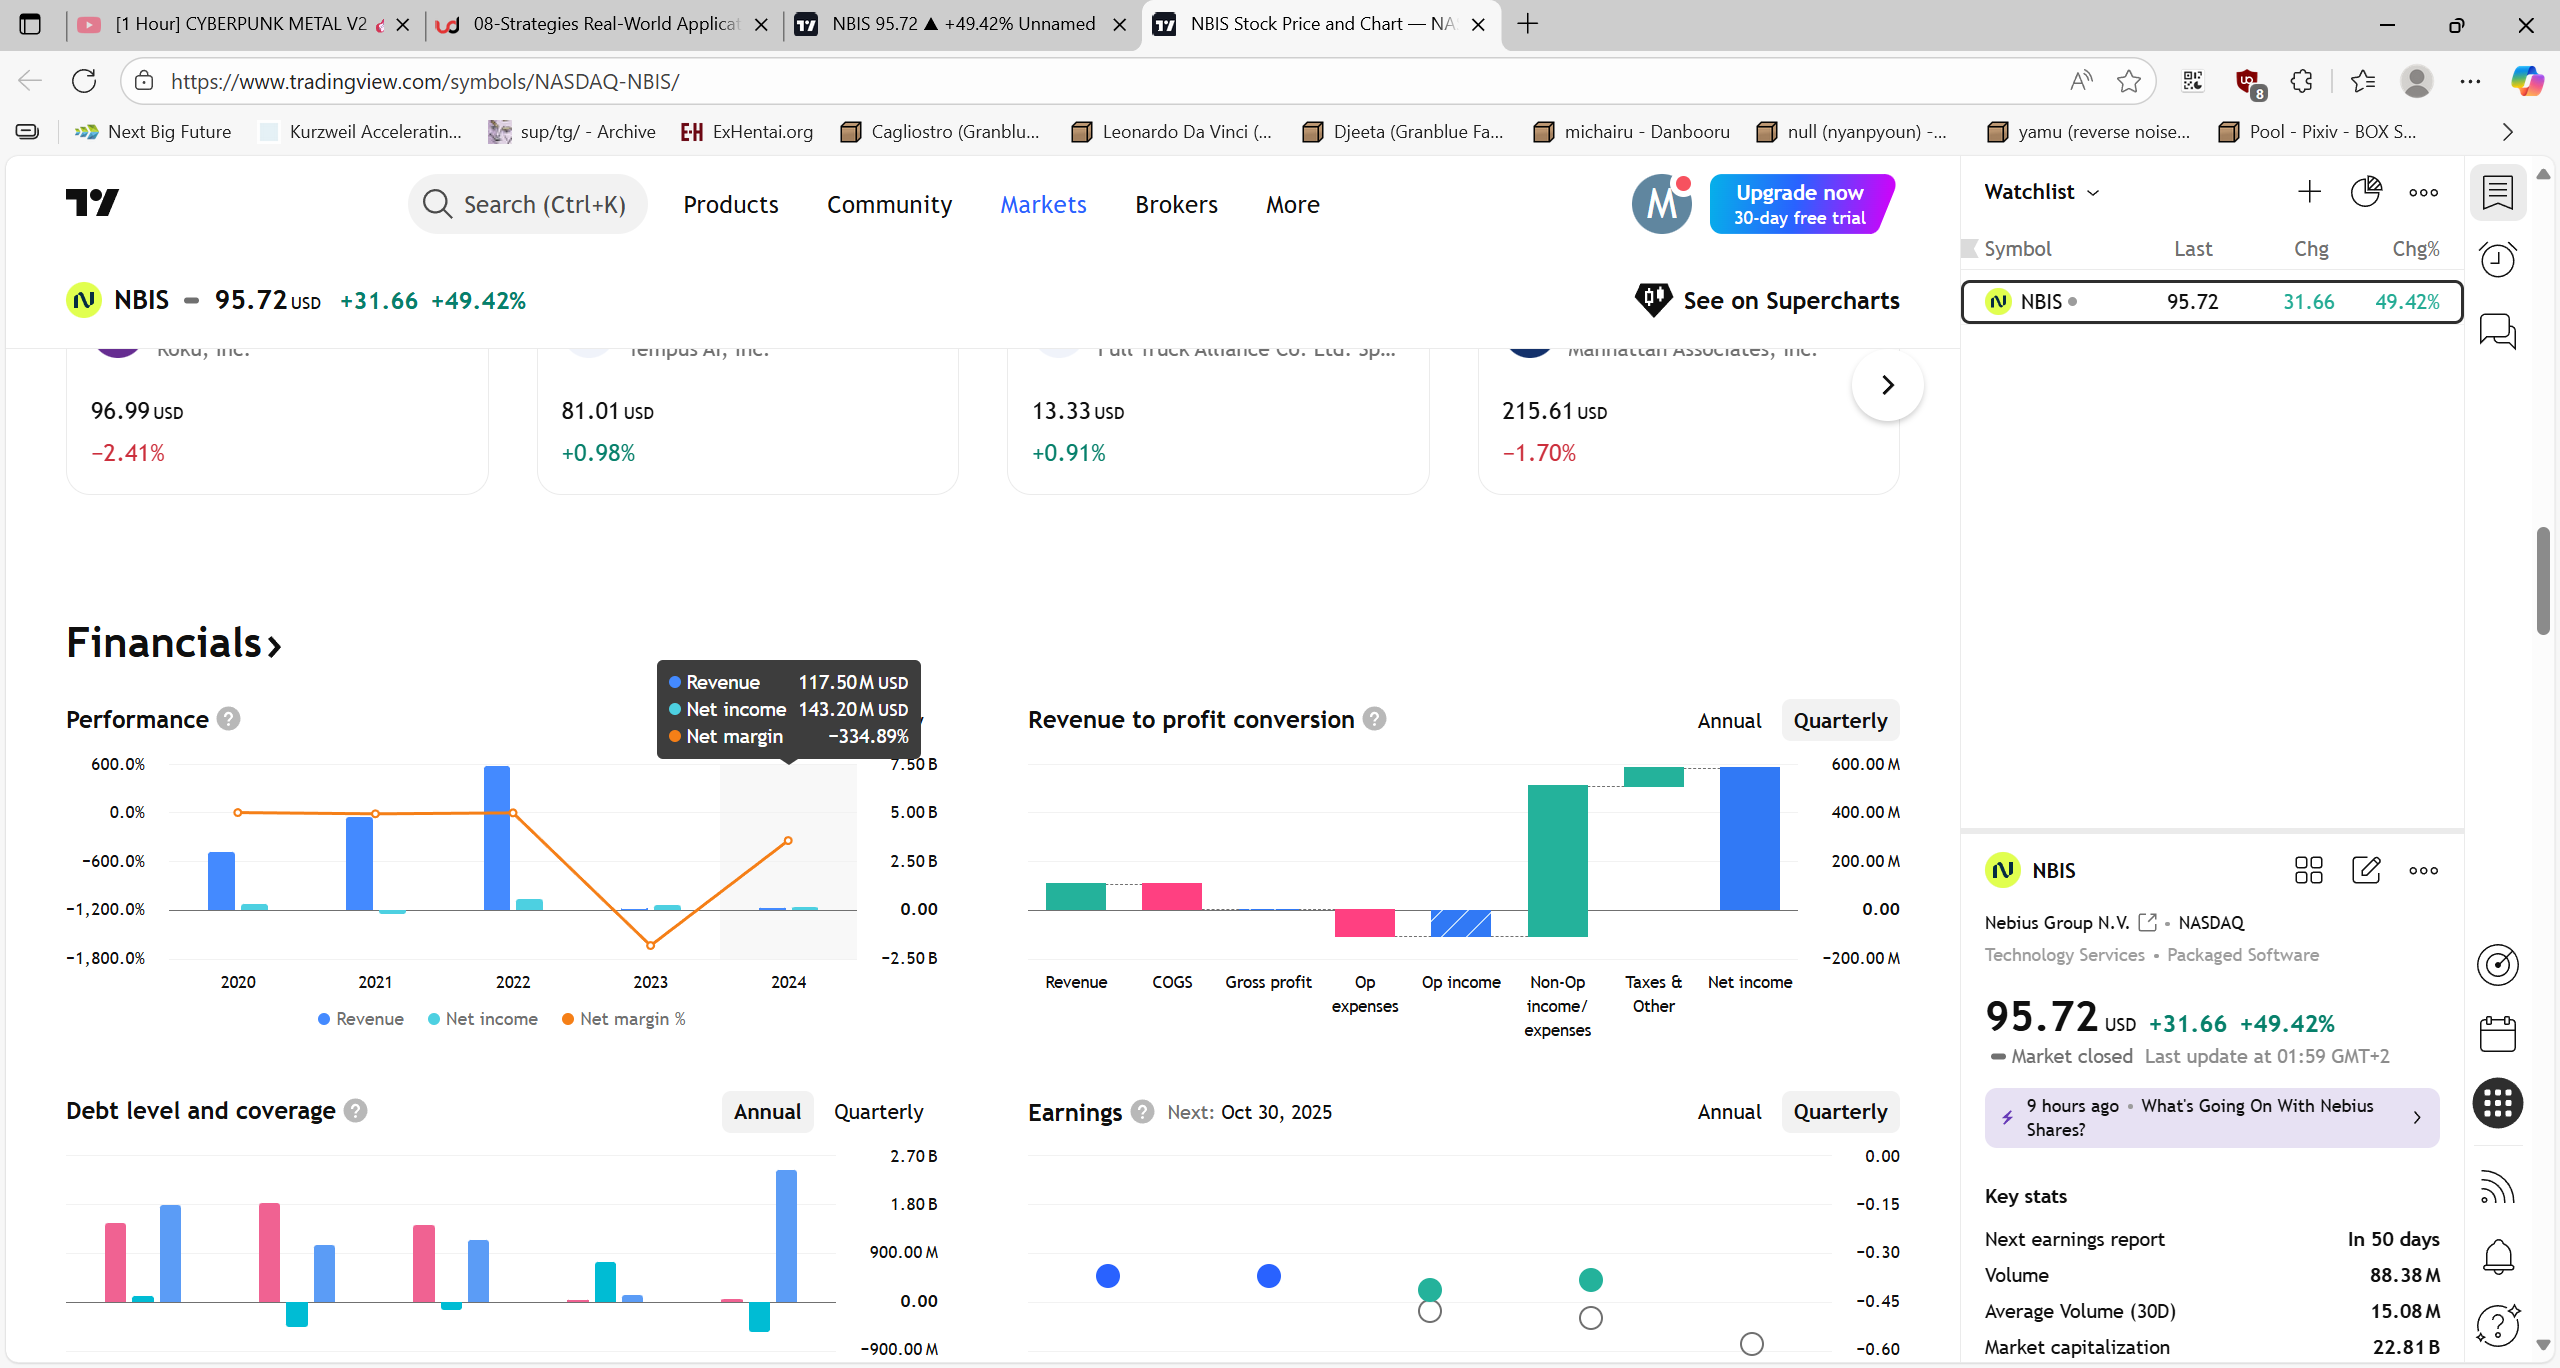 [1 Hour] CYBERPUNK METAL V2
08-Strategies Real-World Applicat
NBIS 95.72 ▲ +49.42% Unnamed
NBIS Stock Price and Chart — NA
https://www.tradingview.com/symbols/NASDAQ-NBIS/
8
Next Big Future
Kurzweil Acceleratin...
sup/tg/ - Archive
ExHentai.org
Cagliostro (Granblu...
Leonardo Da Vinci (...
Djeeta (Granblue Fa...
michairu - Danbooru
null (nyanpyoun) -...
yamu (reverse noise...
Pool - Pixiv - BOX S...
Search (Ctrl+K)
Products
Community
Markets
Brokers
More
M
Upgrade now
30-day free trial
NBIS
95.72 USD +31.66 +49.42%
See on Supercharts
Roku, Inc.
Tempus AI, Inc.
Full Truck Alliance Co. Ltd. Sp...
Manhattan Associates, Inc.
96.99 USD
81.01 USD
13.33 USD
215.61 USD
−2.41%
+0.98%
+0.91%
−1.70%
Financials
Performance
Revenue 117.50 M USD
Net income 143.20 M USD
Net margin −334.89%
600.0%
0.0%
−600.0%
−1,200.0%
−1,800.0%
7.50 B
5.00 B
2.50 B
0.00
−2.50 B
2020 2021 2022 2023 2024
Revenue Net income Net margin %
Revenue to profit conversion
Annual Quarterly
600.00 M
400.00 M
200.00 M
0.00
−200.00 M
Revenue
COGS
Gross profit
Op expenses
Op income
Non-Op income/ expenses
Taxes & Other
Net income
Debt level and coverage
Annual Quarterly
2.70 B
1.80 B
900.00 M
0.00
−900.00 M
Earnings
Next: Oct 30, 2025
Annual Quarterly
0.00
−0.15
−0.30
−0.45
−0.60
Watchlist
Symbol Last Chg Chg%
NBIS 95.72 31.66 49.42%
NBIS
Nebius Group N.V. • NASDAQ
Technology Services • Packaged Software
95.72 USD +31.66 +49.42%
Market closed Last update at 01:59 GMT+2
9 hours ago • What's Going On With Nebius
Shares?
Key stats
Next earnings report In 50 days
Volume 88.38 M
Average Volume (30D) 15.08 M
Market capitalization 22.81 B